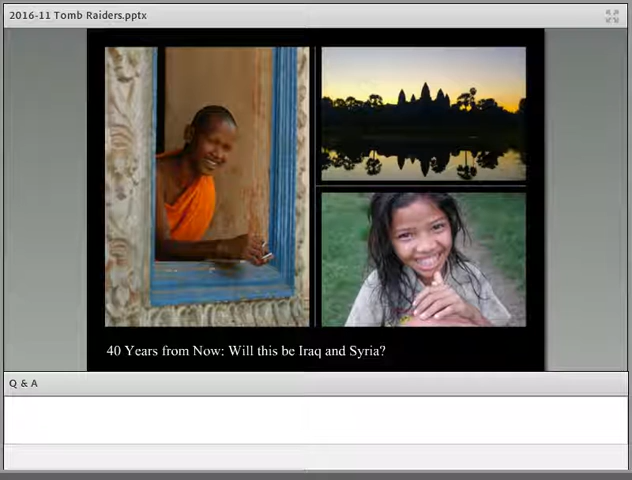 2016-11 Tomb Raiders.pptx
40 Years from Now: Will this be Iraq and Syria?
Q & A